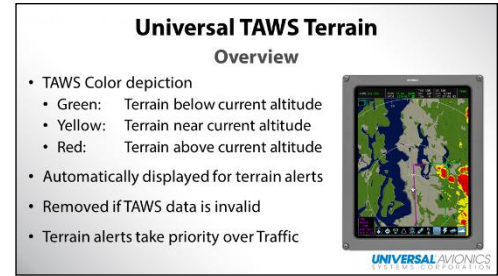 Universal TAWS Terrain
Overview
• TAWS Color depiction
• Green: Terrain below current altitude
• Yellow: Terrain near current altitude
• Red: Terrain above current altitude
• Automatically displayed for terrain alerts
• Removed if TAWS data is invalid
• Terrain alerts take priority over Traffic
UNIVERSAL AVIONICS
SYSTEMS CORPORATION